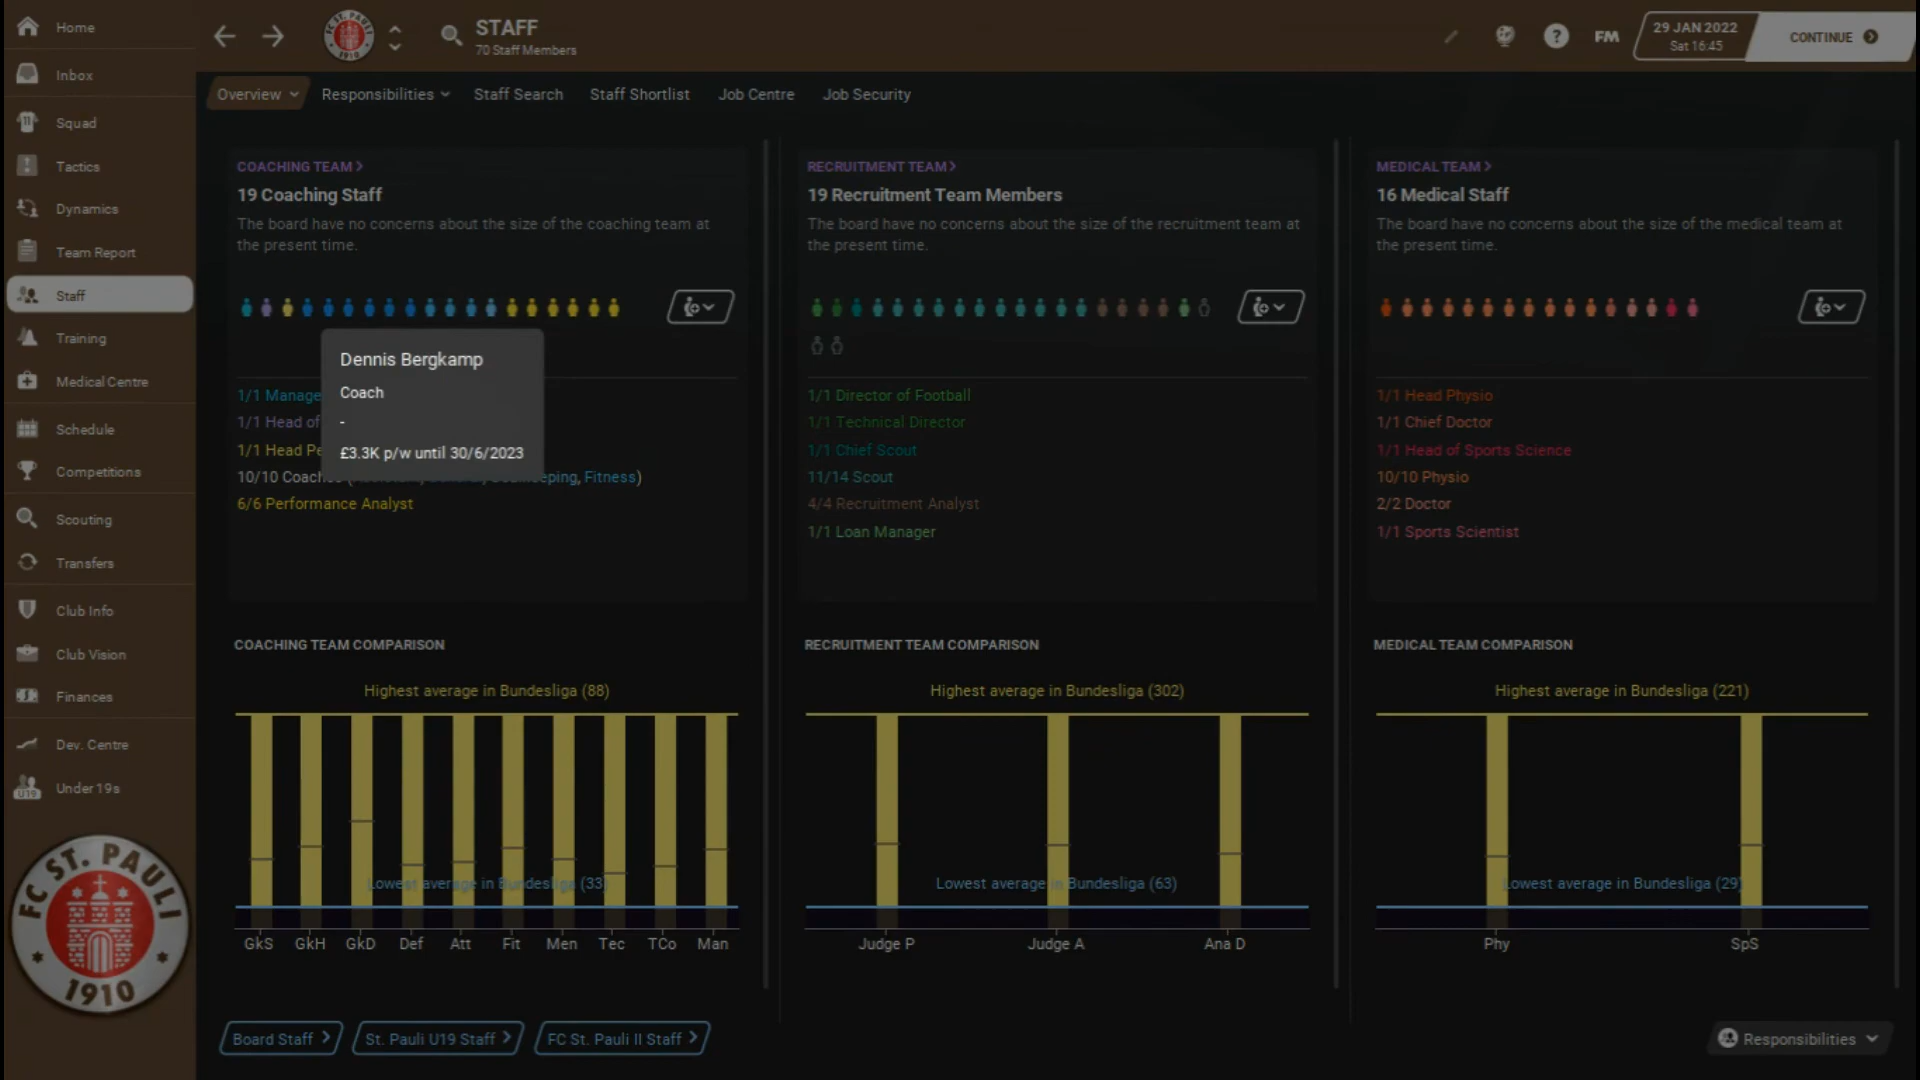 Home
Inbox
Squad
Tactics
Dynamics
Team Report
Staff
Training
Medical Centre
Schedule
Competitions
Scouting
Transfers
Club Info
Club Vision
Finances
Dev. Centre
U19
Under 19s
FC ST. PAULI
1910
FC ST. PAULI
1910
STAFF
70 Staff Members
?
FM
29 JAN 2022
Sat 16:45
CONTINUE
Overview
Responsibilities
Staff Search
Staff Shortlist
Job Centre
Job Security
COACHING TEAM >
19 Coaching Staff
The board have no concerns about the size of the coaching team at
the present time.
Dennis Bergkamp
Coach
-
£3.3K p/w until 30/6/2023
1/1 Manage
1/1 Head of
1/1 Head Pe
10/10 Coach
eping, Fitness)
6/6 Performance Analyst
RECRUITMENT TEAM >
19 Recruitment Team Members
The board have no concerns about the size of the recruitment team at
the present time.
1/1 Director of Football
1/1 Technical Director
1/1 Chief Scout
11/14 Scout
4/4 Recruitment Analyst
1/1 Loan Manager
MEDICAL TEAM >
16 Medical Staff
The board have no concerns about the size of the medical team at
the present time.
1/1 Head Physio
1/1 Chief Doctor
1/1 Head of Sports Science
10/10 Physio
2/2 Doctor
1/1 Sports Scientist
COACHING TEAM COMPARISON
Highest average in Bundesliga (88)
Lowest average in Bundesliga (33)
GkS GkH GkD Def Att Fit Men Tec TCo Man
RECRUITMENT TEAM COMPARISON
Highest average in Bundesliga (302)
Lowest average in Bundesliga (63)
Judge P Judge A Ana D
MEDICAL TEAM COMPARISON
Highest average in Bundesliga (221)
Lowest average in Bundesliga (29)
Phy SpS
Board Staff >
St. Pauli U19 Staff >
FC St. Pauli II Staff >
Responsibilities